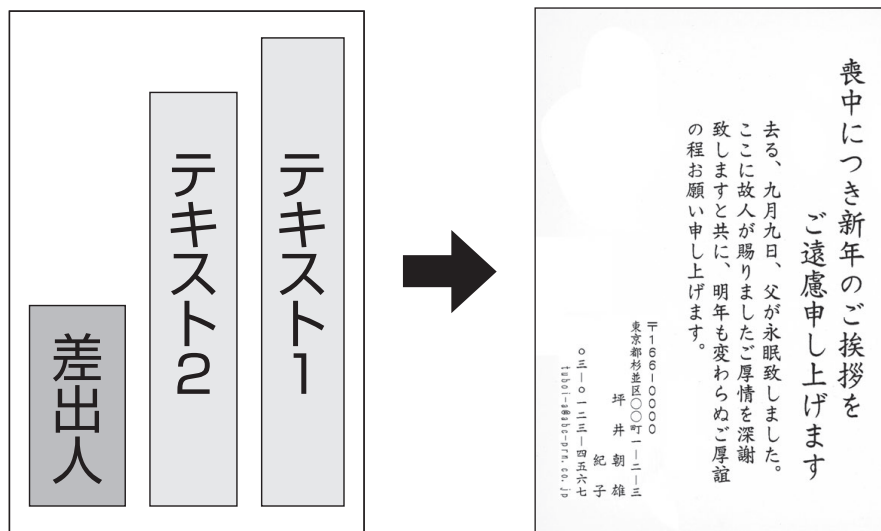 テキスト1
テキスト2
差出人
喪中につき新年のご挨拶を
ご遠慮申し上げます
去る、九月九日、父が永眠致しました。
ここに故人が賜りましたご厚情を深謝
致しますと共に、明年も変わらぬご厚誼
の程お願い申し上げます。
〒166-0000
東京都杉並区〇〇町一-二-三
坪井朝雄
紀子
〇三-〇一二三-四五六七
tuboi-a@abc-prn.co.jp